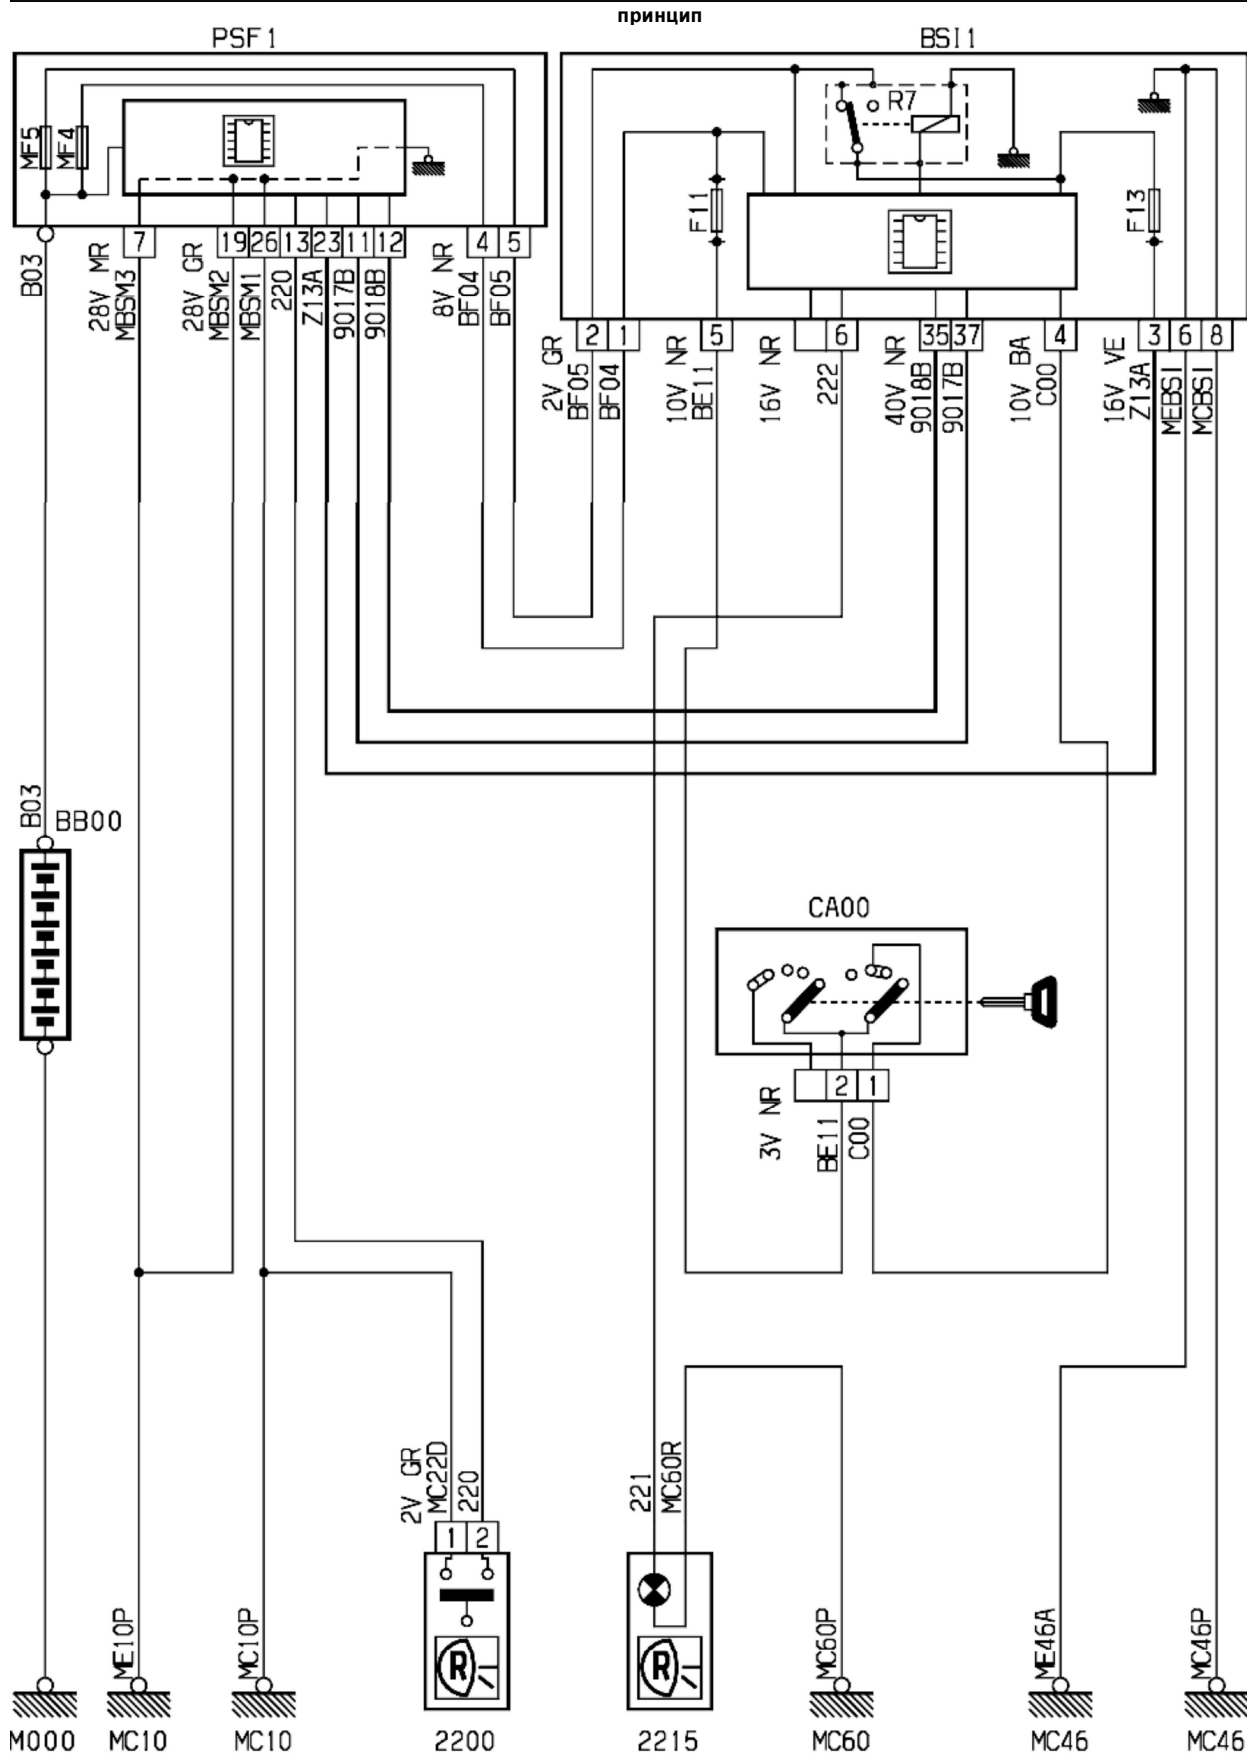 принцип
PSF1
BSI1
MF5
MF4
R7
F11
F13
7
19
26
13
23
11
12
4
5
B03
28V MR
MBSM3
28V GR
MBSM2
MBSM1
220
Z13A
9017B
9018B
8V NR
BF04
BF05
2
1
5
6
35
37
4
3
6
8
2V GR
BF05
BF04
10V NR
BE11
16V NR
222
40V NR
9018B
9017B
10V BA
C00
16V VE
Z13A
MEBSI
MCBSI
B03
BB00
CA00
2
1
3V NR
BE11
C00
2V GR
MC22D
220
221
MC60R
1
2
R
R
ME10P
MC10P
MC60P
ME46A
MC46P
M000
MC10
MC10
2200
2215
MC60
MC46
MC46